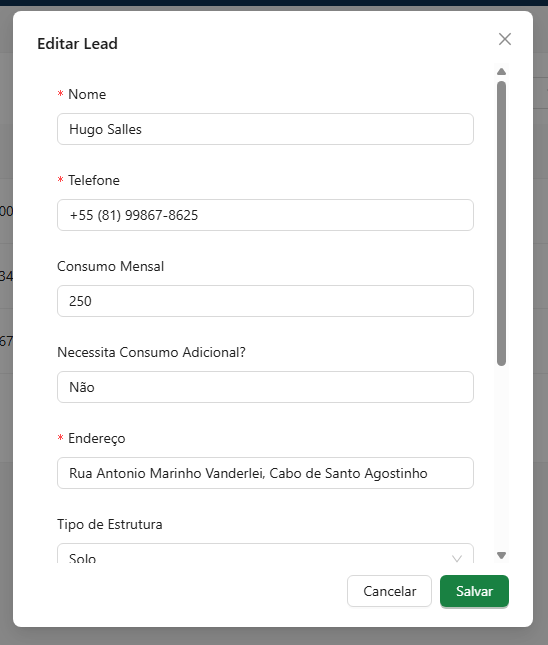 Editar Lead
* Nome
Hugo Salles
* Telefone
+55 (81) 99867-8625
00
Consumo Mensal
34
250
67
Necessita Consumo Adicional?
Não
* Endereço
Rua Antonio Marinho Vanderlei, Cabo de Santo Agostinho
Tipo de Estrutura
Solo
Cancelar
Salvar